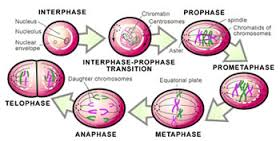 INTERPHASE
Nucleus
Nucleolus
Nuclear
envelope
Chromatin
Centrosomes
PROPHASE
spindle
Chromatids of
chromosomes
Aster
INTERPHASE-PROPHASE
TRANSITION
PROMETAPHASE
Equatorial plate
METAPHASE
Daughter chromosomes
ANAPHASE
TELOPHASE